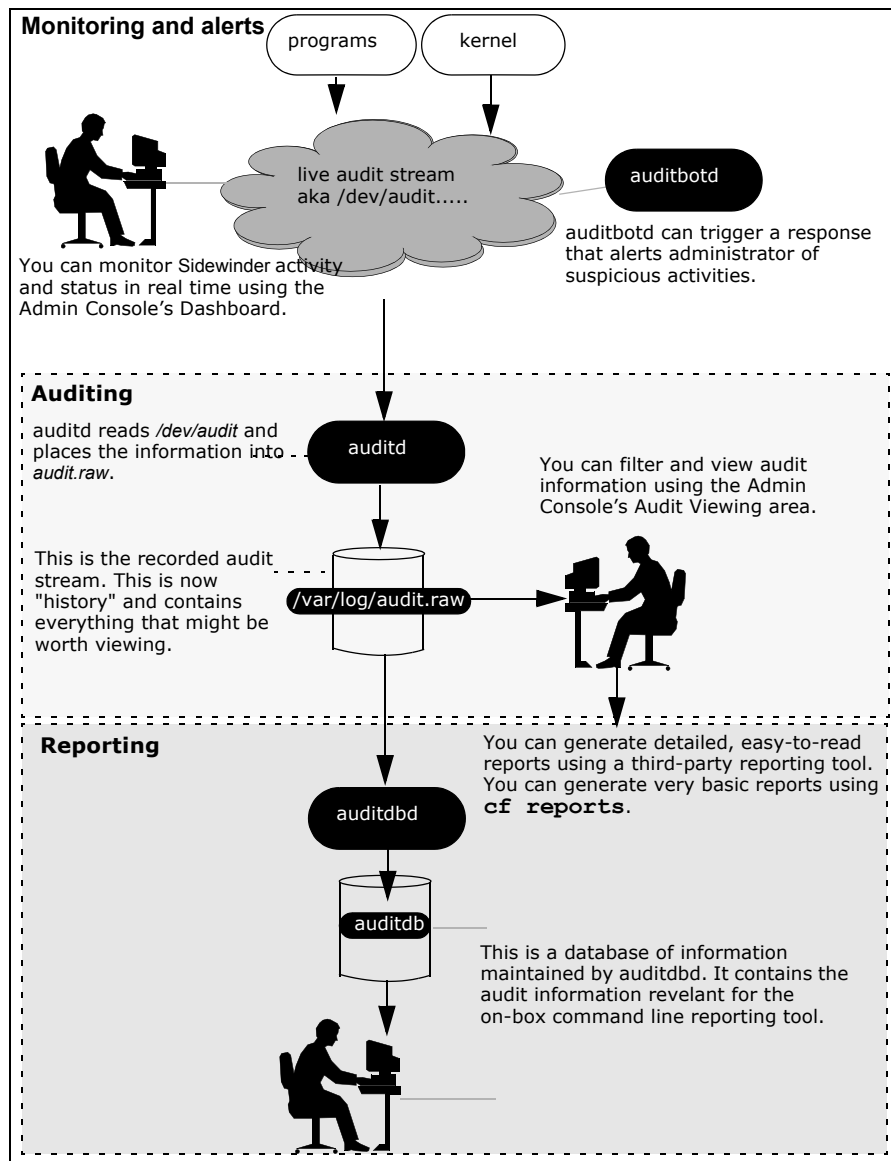 Monitoring and alerts
programs
kernel
live audit stream
aka /dev/audit.....
auditbotd
auditbotd can trigger a response
that alerts administrator of
suspicious activities.
You can monitor Sidewinder activity
and status in real time using the
Admin Console's Dashboard.
Auditing
auditd reads /dev/audit and
places the information into
audit.raw.
auditd
You can filter and view audit
information using the Admin
Console's Audit Viewing area.
This is the recorded audit
stream. This is now
"history" and contains
everything that might be
worth viewing.
/var/log/audit.raw
Reporting
You can generate detailed, easy-to-read
reports using a third-party reporting tool.
You can generate very basic reports using
cf reports.
auditdbd
auditdb
This is a database of information
maintained by auditdbd. It contains the
audit information revelant for the
on-box command line reporting tool.